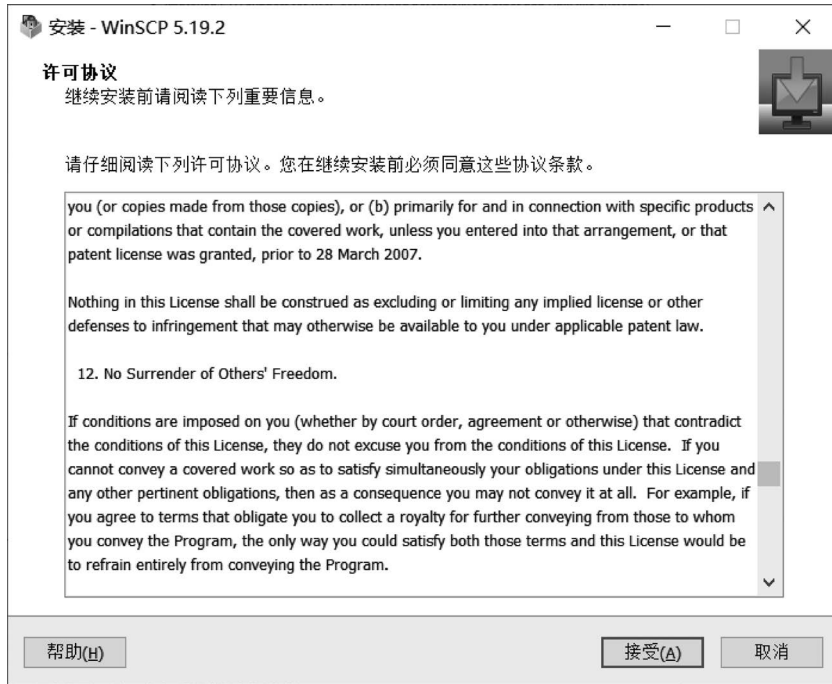 安装 - WinSCP 5.19.2
许可协议
继续安装前请阅读下列重要信息。
请仔细阅读下列许可协议。您在继续安装前必须同意这些协议条款。
you (or copies made from those copies), or (b) primarily for and in connection with specific products
or compilations that contain the covered work, unless you entered into that arrangement, or that
patent license was granted, prior to 28 March 2007.
Nothing in this License shall be construed as excluding or limiting any implied license or other
defenses to infringement that may otherwise be available to you under applicable patent law.
12. No Surrender of Others' Freedom.
If conditions are imposed on you (whether by court order, agreement or otherwise) that contradict
the conditions of this License, they do not excuse you from the conditions of this License.  If you
cannot convey a covered work so as to satisfy simultaneously your obligations under this License and
any other pertinent obligations, then as a consequence you may not convey it at all.  For example, if
you agree to terms that obligate you to collect a royalty for further conveying from those to whom
you convey the Program, the only way you could satisfy both those terms and this License would be
to refrain entirely from conveying the Program.
帮助(H)
接受(A)
取消